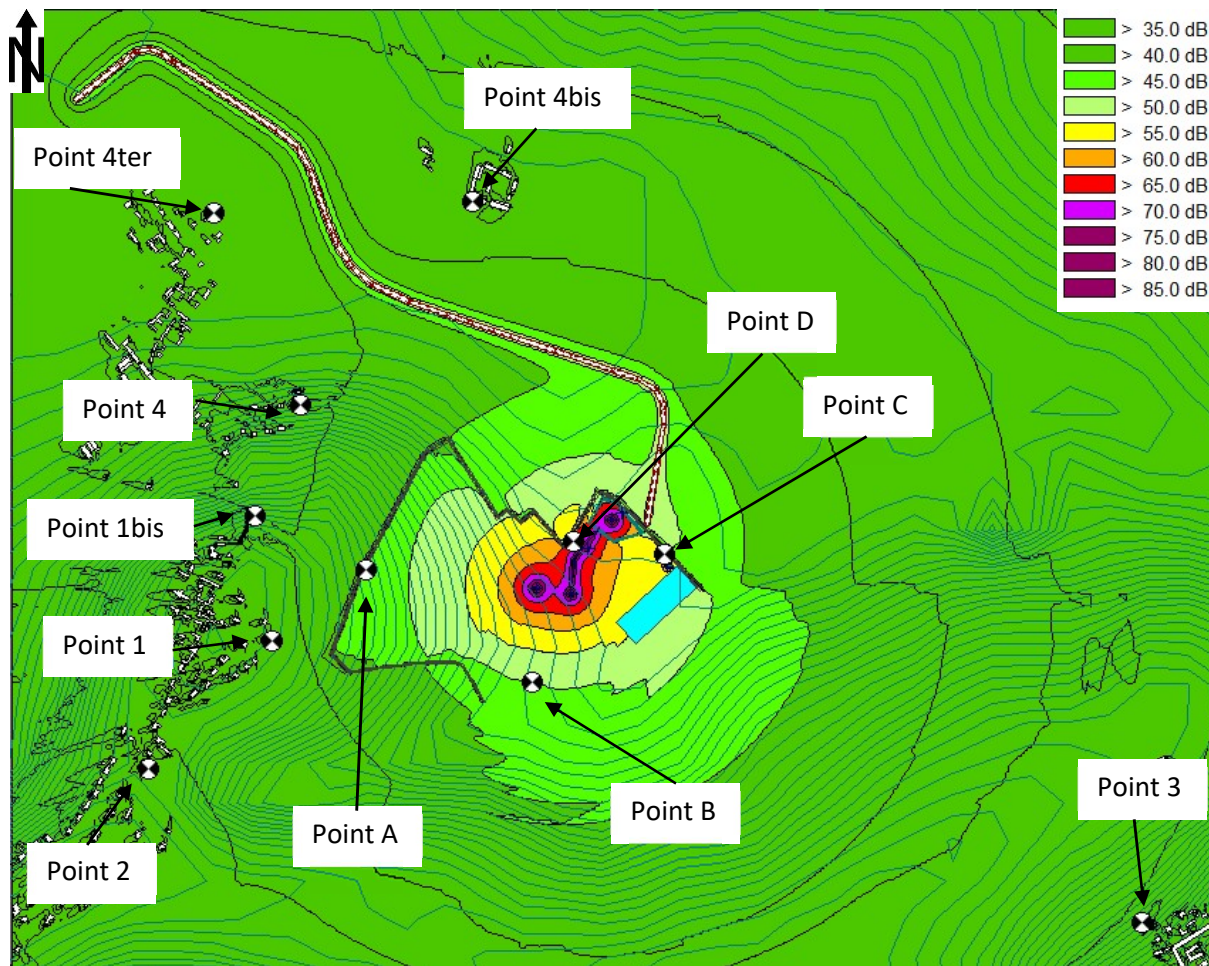 N
> 35.0 dB
> 40.0 dB
> 45.0 dB
> 50.0 dB
> 55.0 dB
> 60.0 dB
> 65.0 dB
> 70.0 dB
> 75.0 dB
> 80.0 dB
> 85.0 dB
Point 4bis
Point 4ter
Point D
Point 4
Point C
Point 1bis
Point 1
Point 3
Point B
Point A
Point 2